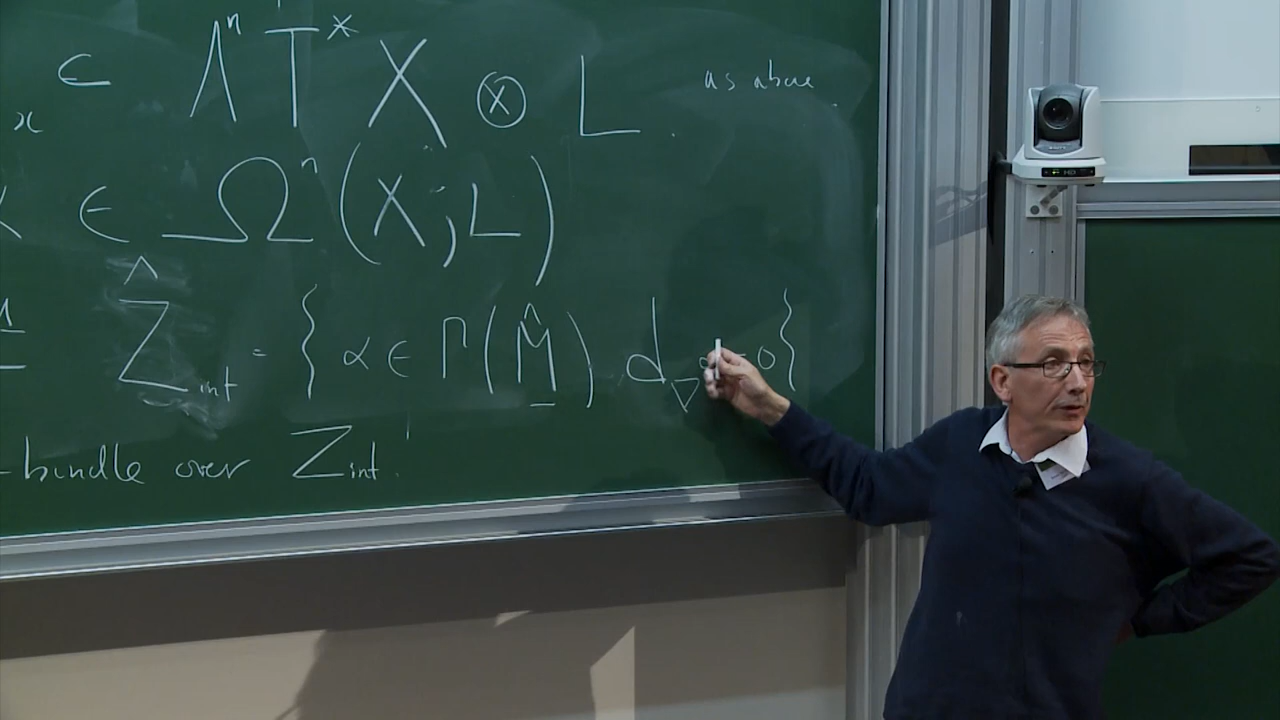 x ∈ Λⁿ T* X ⊗ L . as above .
∈ Ωⁿ (X; L)
Ẑ_int = { α ∈ Γ(M̂) d_∇ α = 0 }
-bundle over Z_int !